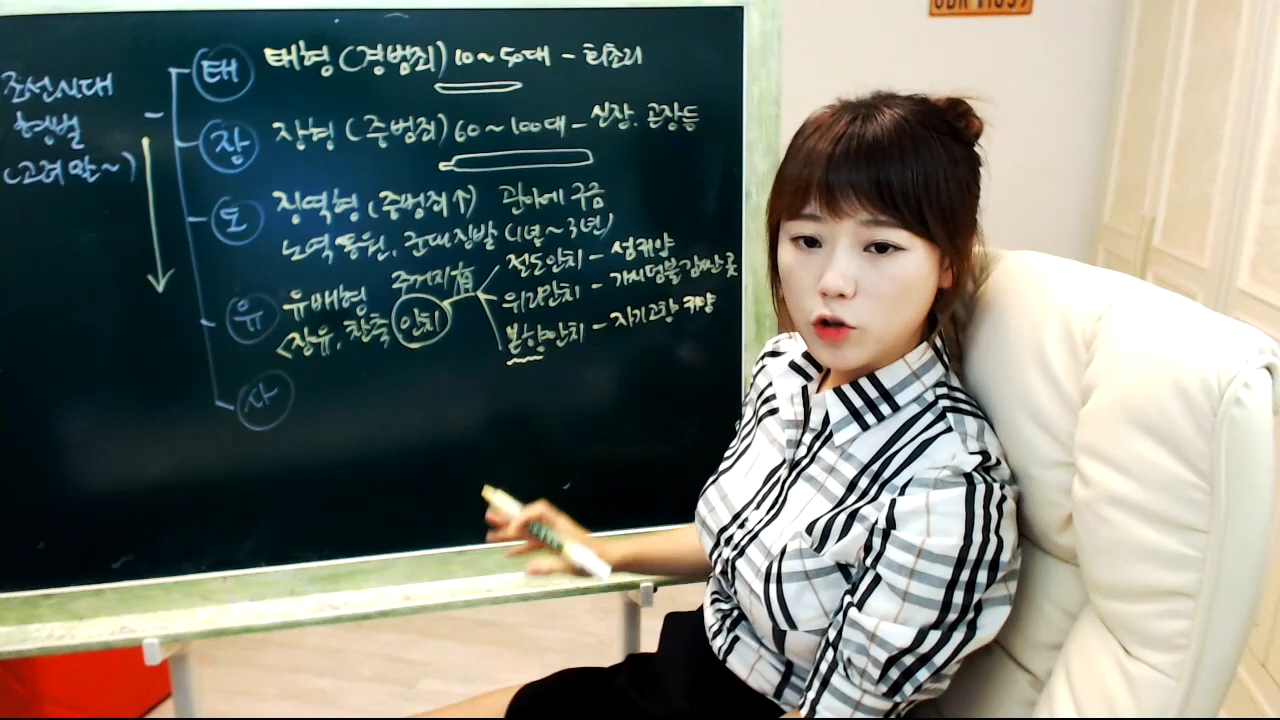 조선시대
형벌
(고려말~)
태 태형 (경범죄) 10~50대 - 회초리
장 장형 (중범죄) 60~100대 - 신장. 곤장등
도 징역형 (중범죄↑) 관아에 구금
노역동원, 군대징발 (1년~3년)
유 유배형 주거지有
<장유, 찬축 안치
절도안치 - 섬귀양
위리안치 - 가시덩쿨감싼곳
본향안치 - 자기고향 귀양
사